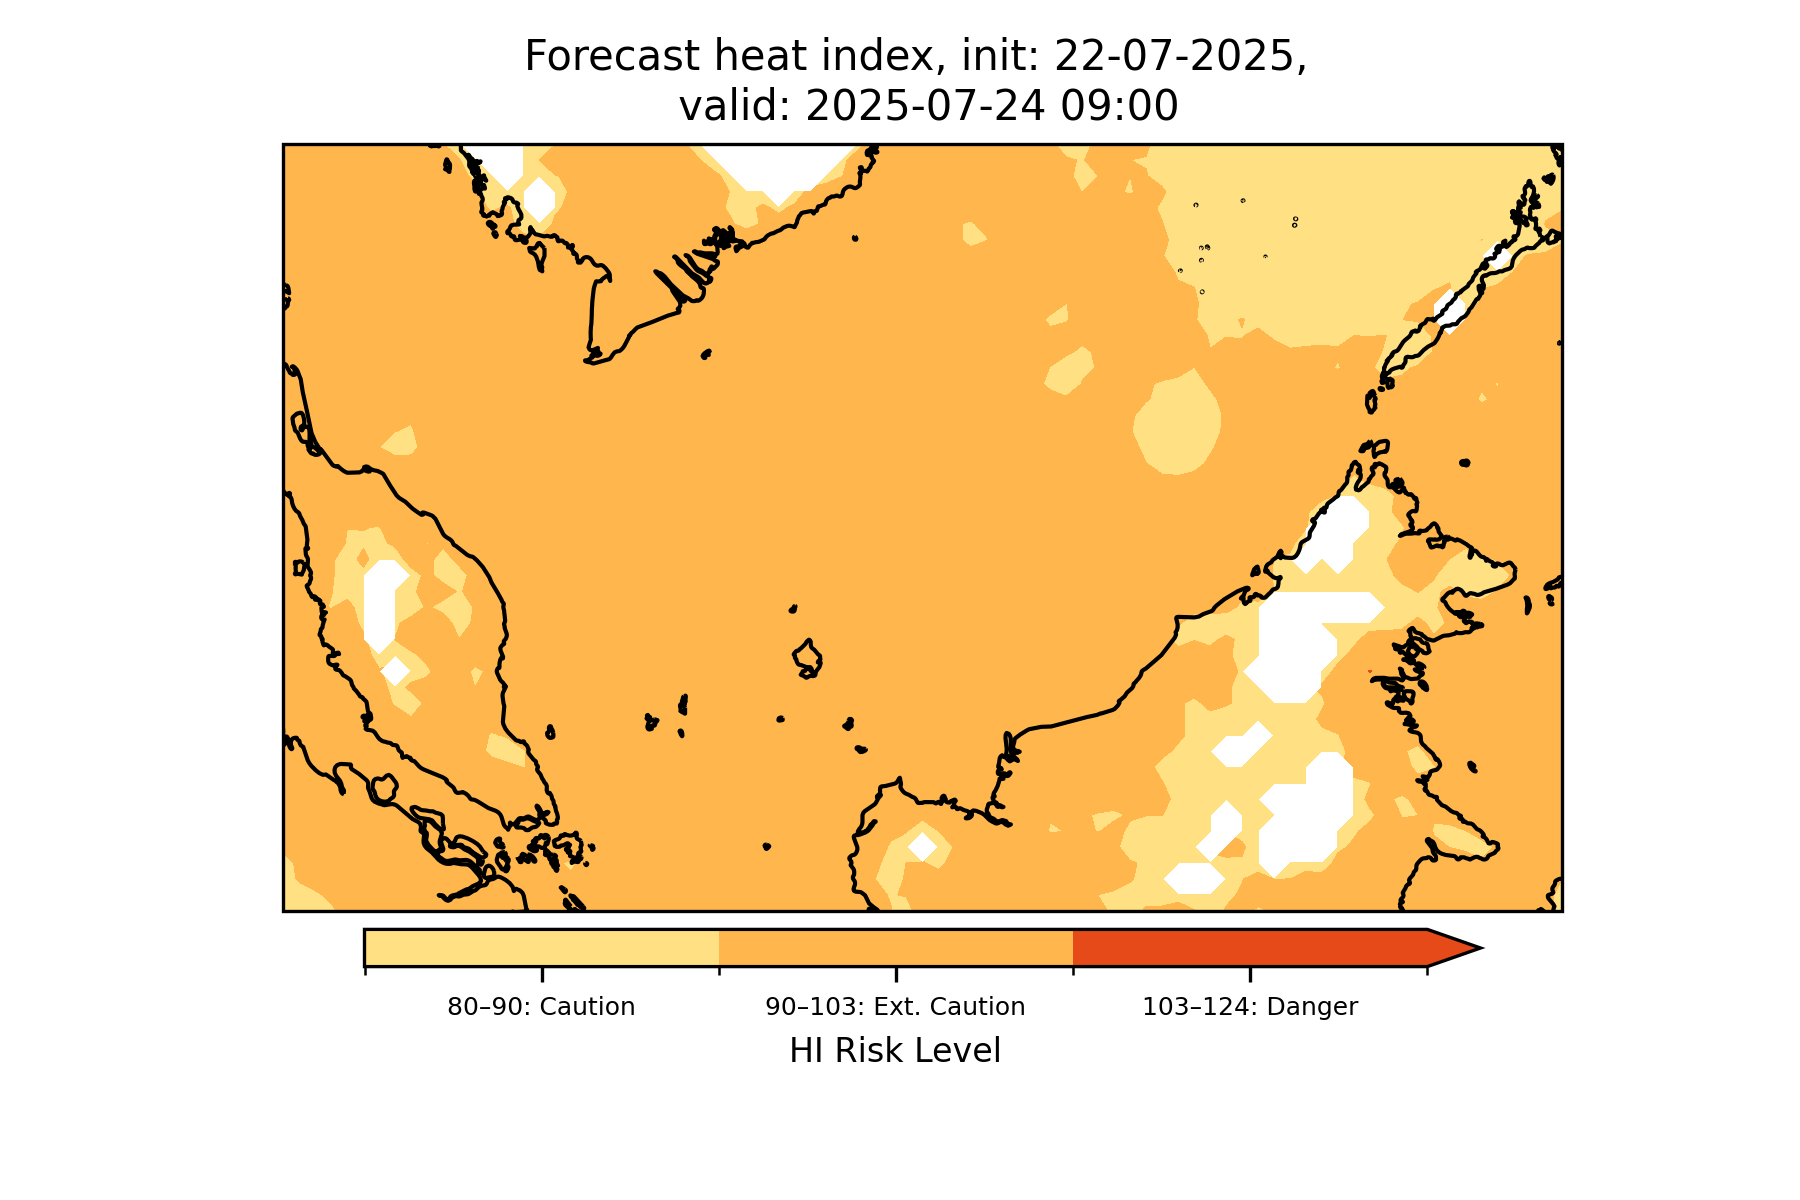 Forecast heat index, init: 22-07-2025,
valid: 2025-07-24 09:00
80–90: Caution
90–103: Ext. Caution
103–124: Danger
HI Risk Level